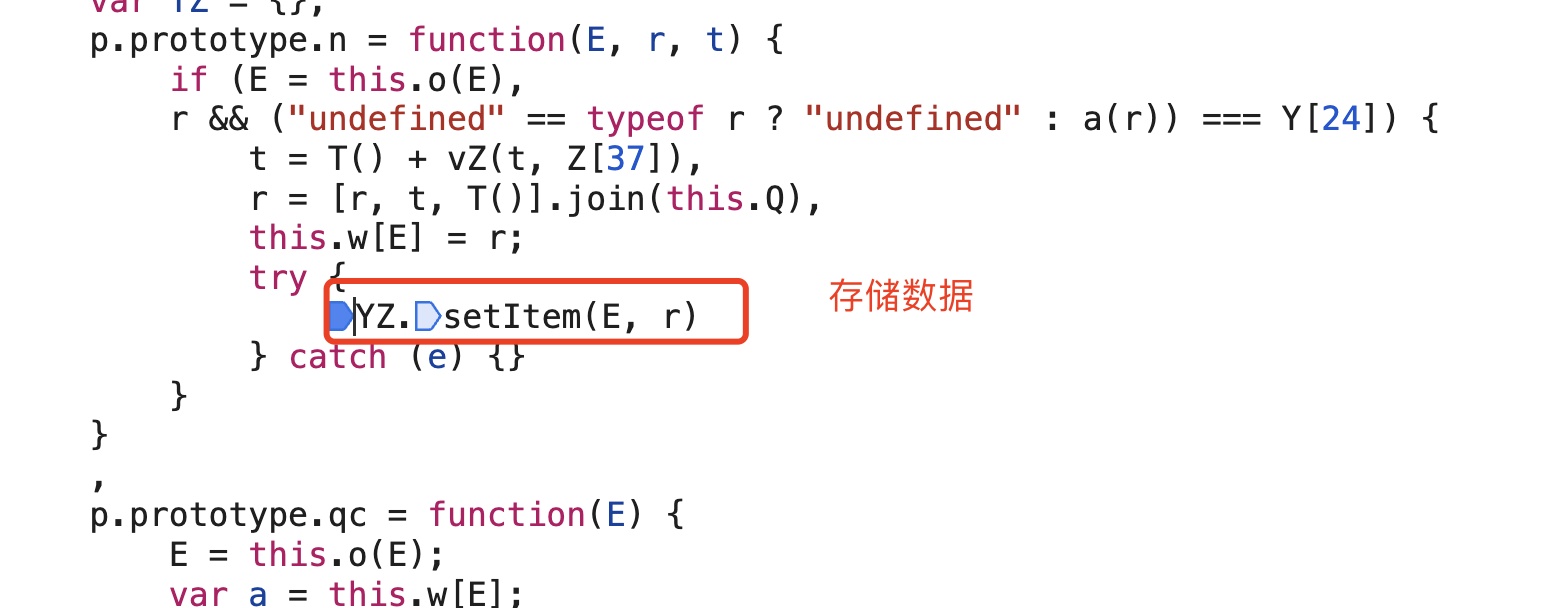 var YZ = {},
p.prototype.n = function(E, r, t) {
if (E = this.o(E),
r && ("undefined" == typeof r ? "undefined" : a(r)) === Y[24]) {
t = T() + vZ(t, Z[37]),
r = [r, t, T()].join(this.Q),
this.w[E] = r;
try {
YZ.setItem(E, r)
存储数据
} catch (e) {}
}
}
,
p.prototype.qc = function(E) {
E = this.o(E);
var a = this.w[E];